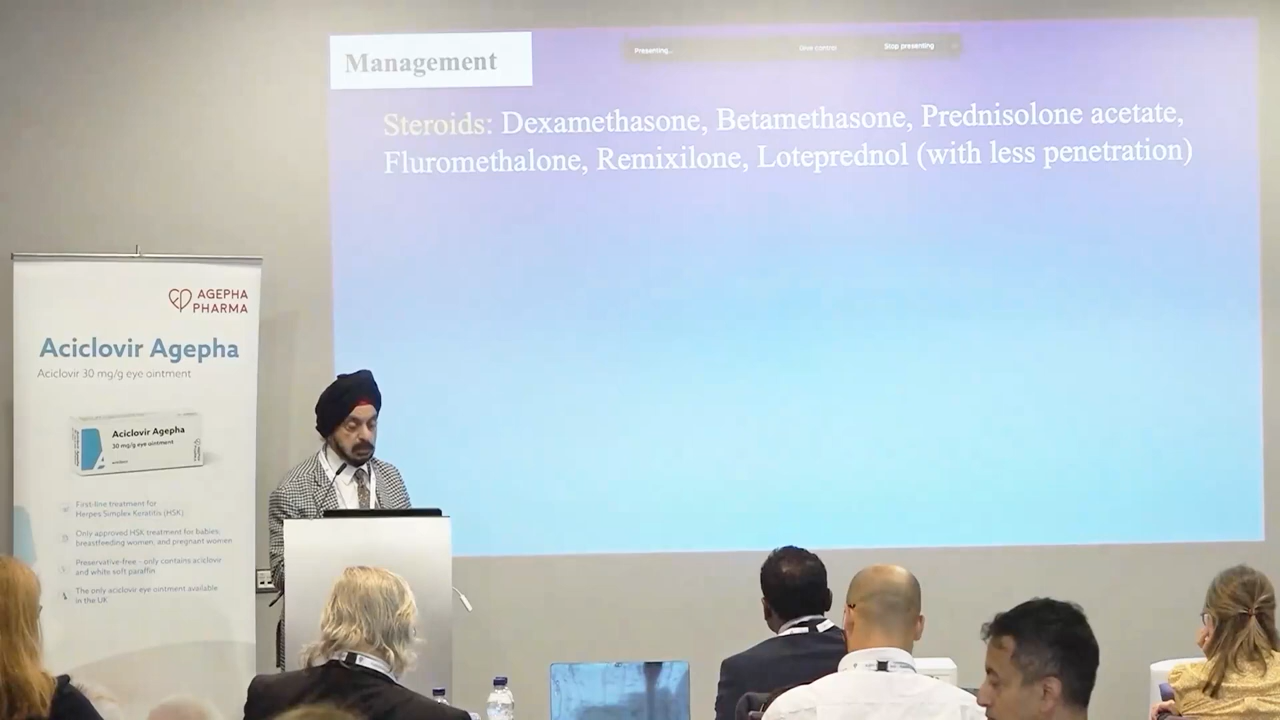 Management
Presenting...
Give control
Stop presenting
Steroids: Dexamethasone, Betamethasone, Prednisolone acetate,
Fluromethalone, Remixilone, Loteprednol (with less penetration)
AGEPHA
PHARMA
Aciclovir Agepha
Aciclovir 30 mg/g eye ointment
Aciclovir Agepha
30 mg/g eye ointment
First-line treatment for
Herpes Simplex Keratitis (HSK)
Only approved HSK treatment for babies,
breastfeeding women, and pregnant women
Preservative-free - only contains aciclovir
and white soft paraffin
The only aciclovir eye ointment available
in the UK